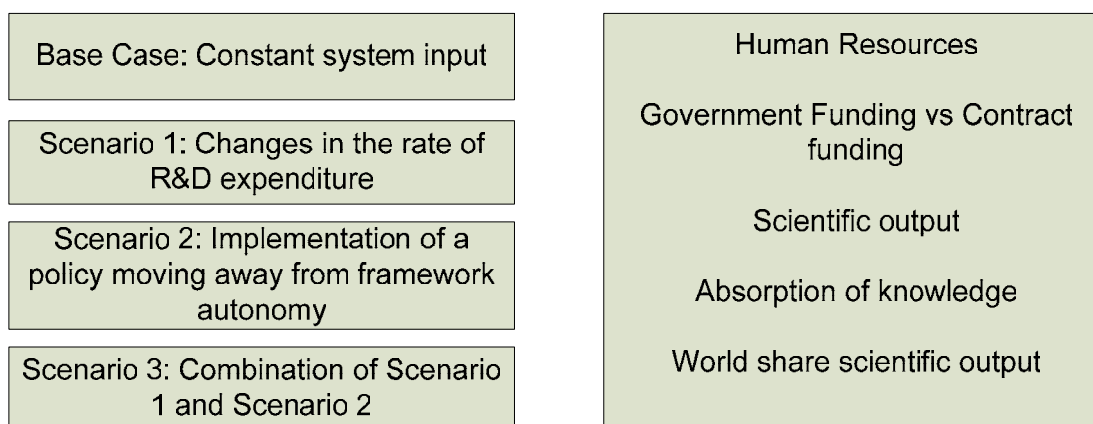 Base Case: Constant system input
Scenario 1: Changes in the rate of
R&D expenditure
Scenario 2: Implementation of a
policy moving away from framework
autonomy
Scenario 3: Combination of Scenario
1 and Scenario 2
Human Resources
Government Funding vs Contract
funding
Scientific output
Absorption of knowledge
World share scientific output